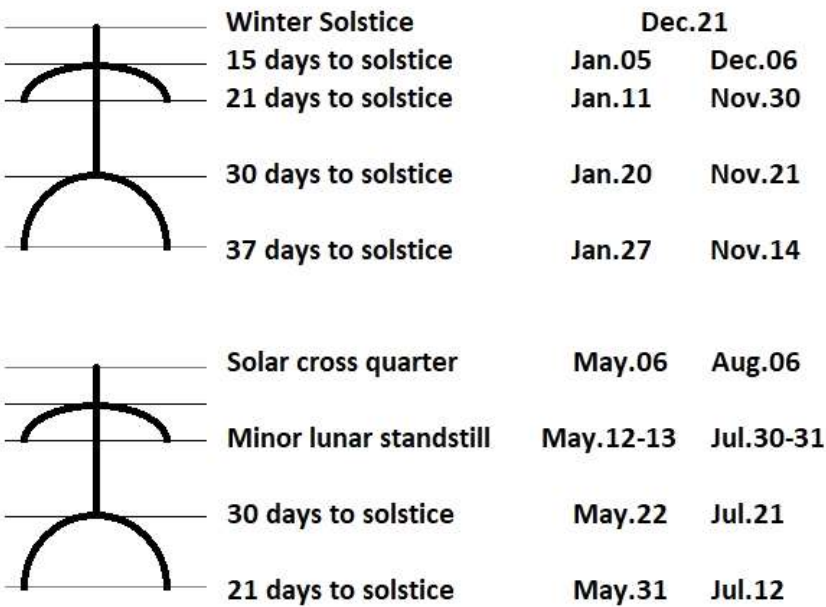 Winter Solstice Dec.21
15 days to solstice Jan.05 Dec.06
21 days to solstice Jan.11 Nov.30
30 days to solstice Jan.20 Nov.21
37 days to solstice Jan.27 Nov.14
Solar cross quarter May.06 Aug.06
Minor lunar standstill May.12-13 Jul.30-31
30 days to solstice May.22 Jul.21
21 days to solstice May.31 Jul.12